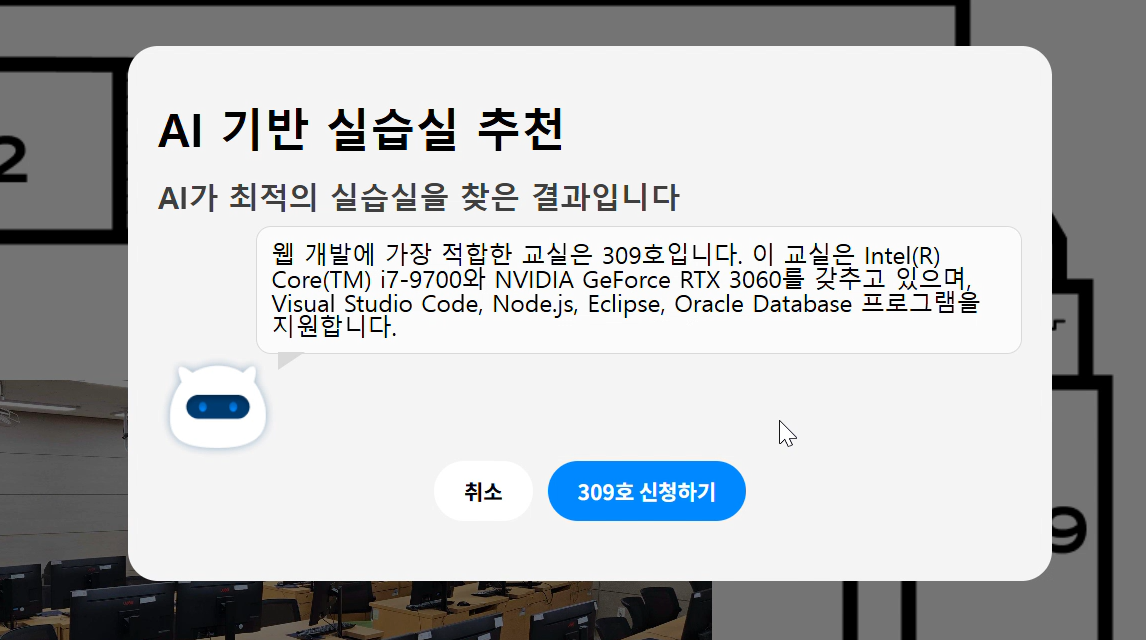 2
AI 기반 실습실 추천
AI가 최적의 실습실을 찾은 결과입니다
웹 개발에 가장 적합한 교실은 309호입니다. 이 교실은 Intel(R)
Core(TM) i7-9700와 NVIDIA GeForce RTX 3060를 갖추고 있으며,
Visual Studio Code, Node.js, Eclipse, Oracle Database 프로그램을
지원합니다.
취소
309호 신청하기
9